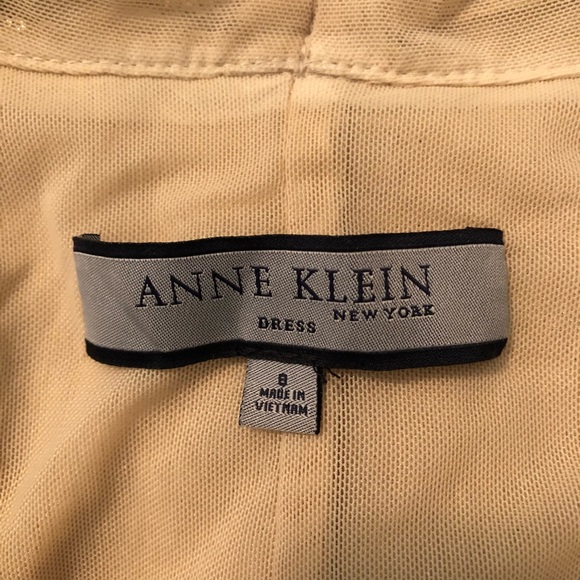 ANNE KLEIN
NEW YORK
DRESS
8
MADE IN
VIETNAM